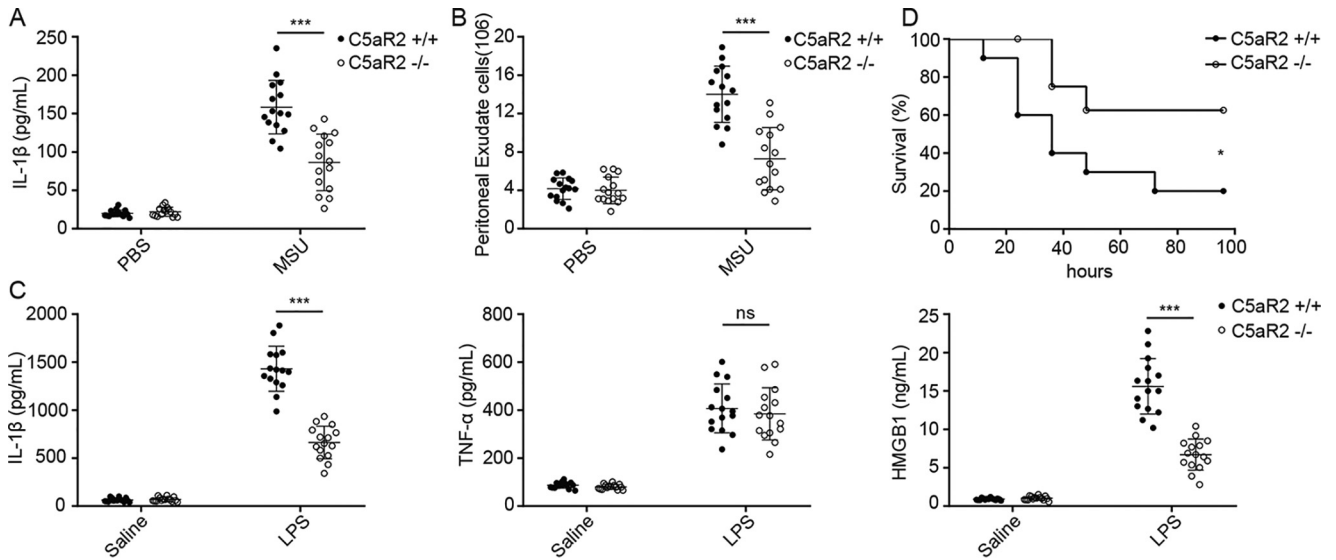 A
***
C5aR2 +/+
C5aR2 -/-
250
200
150
100
50
0
IL-1β (pg/mL)
PBS
MSU
B
***
C5aR2 +/+
C5aR2 -/-
20
16
12
8
4
0
Peritoneal Exudate cells(106)
PBS
MSU
D
C5aR2 +/+
C5aR2 -/-
100
80
60
40
20
0
Survival (%)
*
0
20
40
60
80
100
hours
C
***
2000
1500
1000
500
0
IL-1β (pg/mL)
Saline
LPS
ns
800
600
400
200
0
TNF-α (pg/mL)
Saline
LPS
***
C5aR2 +/+
C5aR2 -/-
25
20
15
10
5
0
HMGB1 (ng/mL)
Saline
LPS